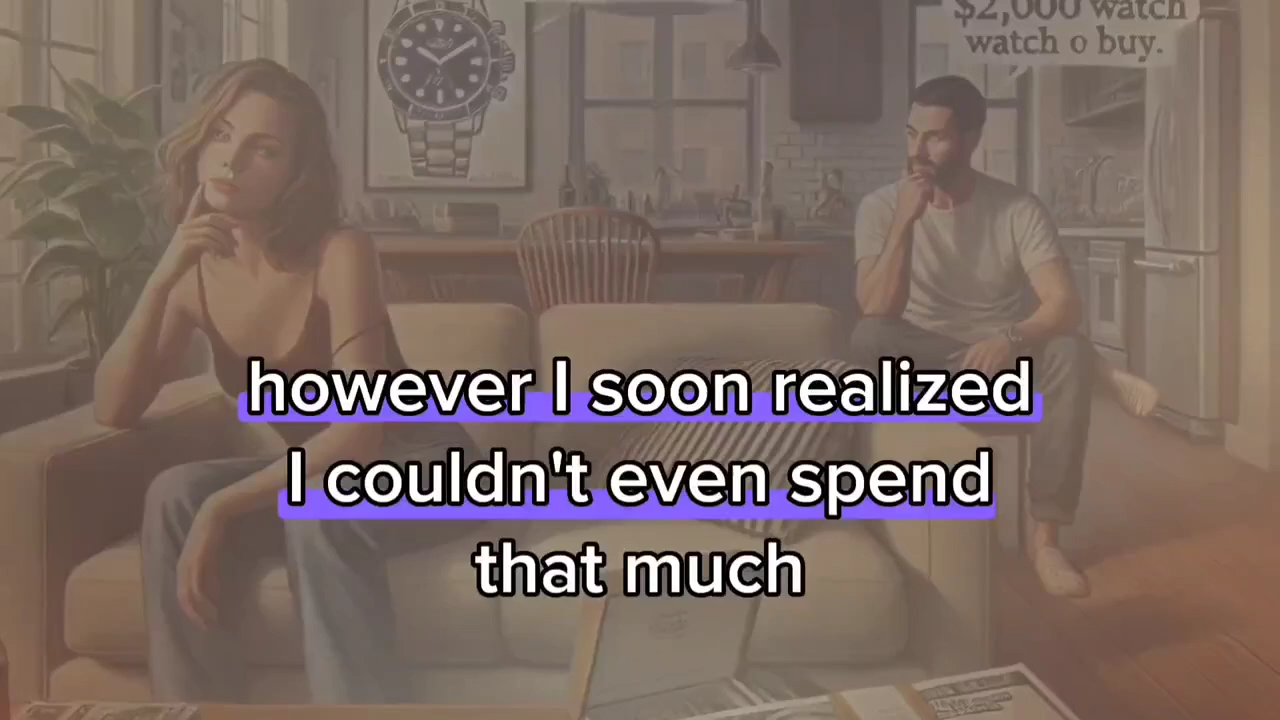 $2,000 watch
watch o buy.
however I soon realized
I couldn't even spend
that much